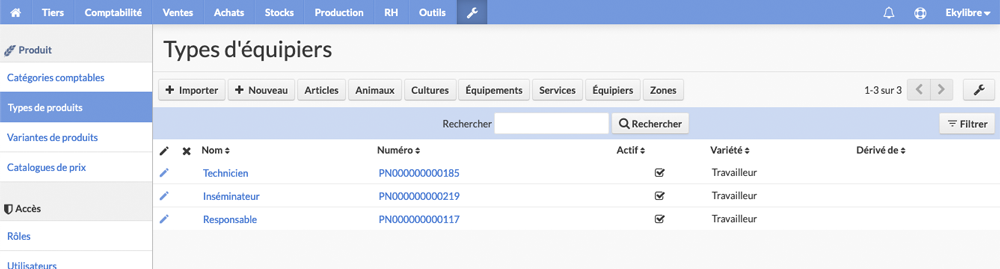 Tiers Comptabilité Ventes Achats Stocks Production RH Outils Ekylibre
Produit
Catégories comptables
Types de produits
Variantes de produits
Catalogues de prix
Accès
Rôles
Utilisateurs
Types d'équipiers
Importer Nouveau Articles Animaux Cultures Équipements Services Équipiers Zones 1-3 sur 3
Rechercher Rechercher Filtrer
Nom Numéro Actif Variété Dérivé de
Technicien PN000000000185 Travailleur
Inséminateur PN000000000219 Travailleur
Responsable PN000000000117 Travailleur